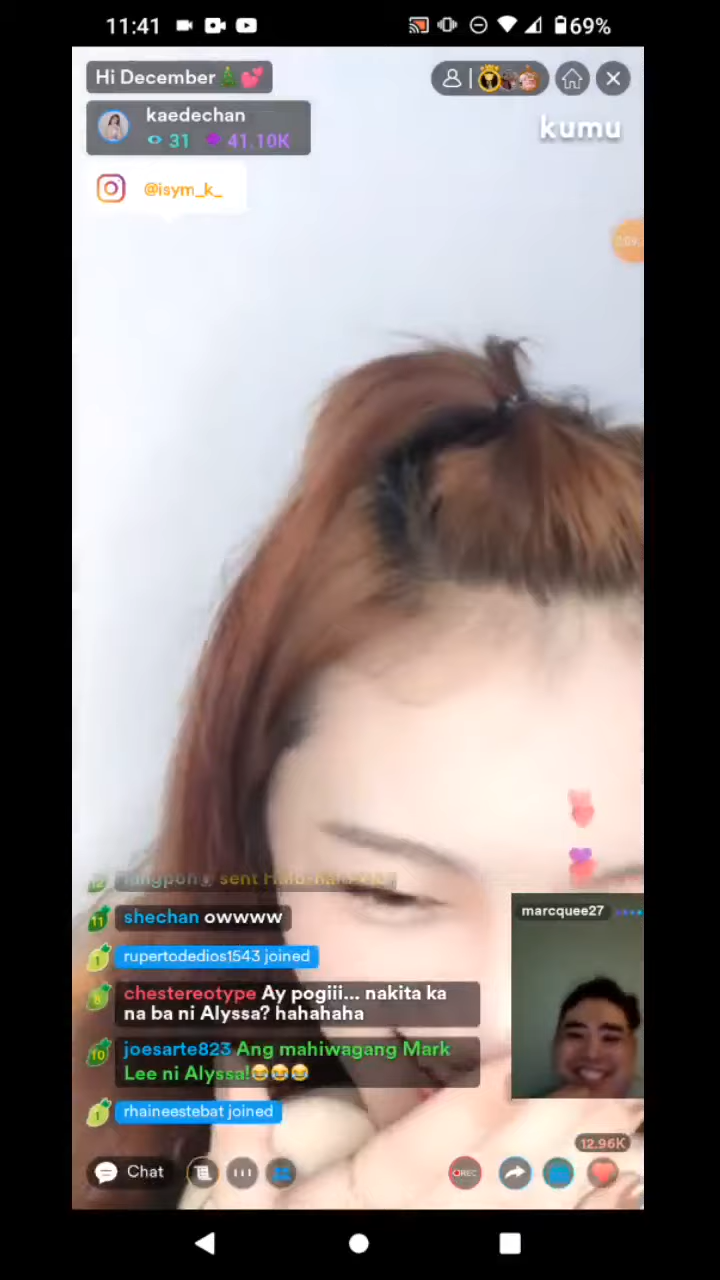 11:41
69%
Hi December
kaedechan
31 41.10K
kumu
@isym_k_
sent
shechan owwww
rupertodedios1543 joined
marcquee27
chestereotype Ay pogiii... nakita ka
na ba ni Alyssa? hahahaha
joesarte823 Ang mahiwagang Mark
Lee ni Alyssa!😂😂😂
rhaineestebat joined
12.96K
Chat
REC